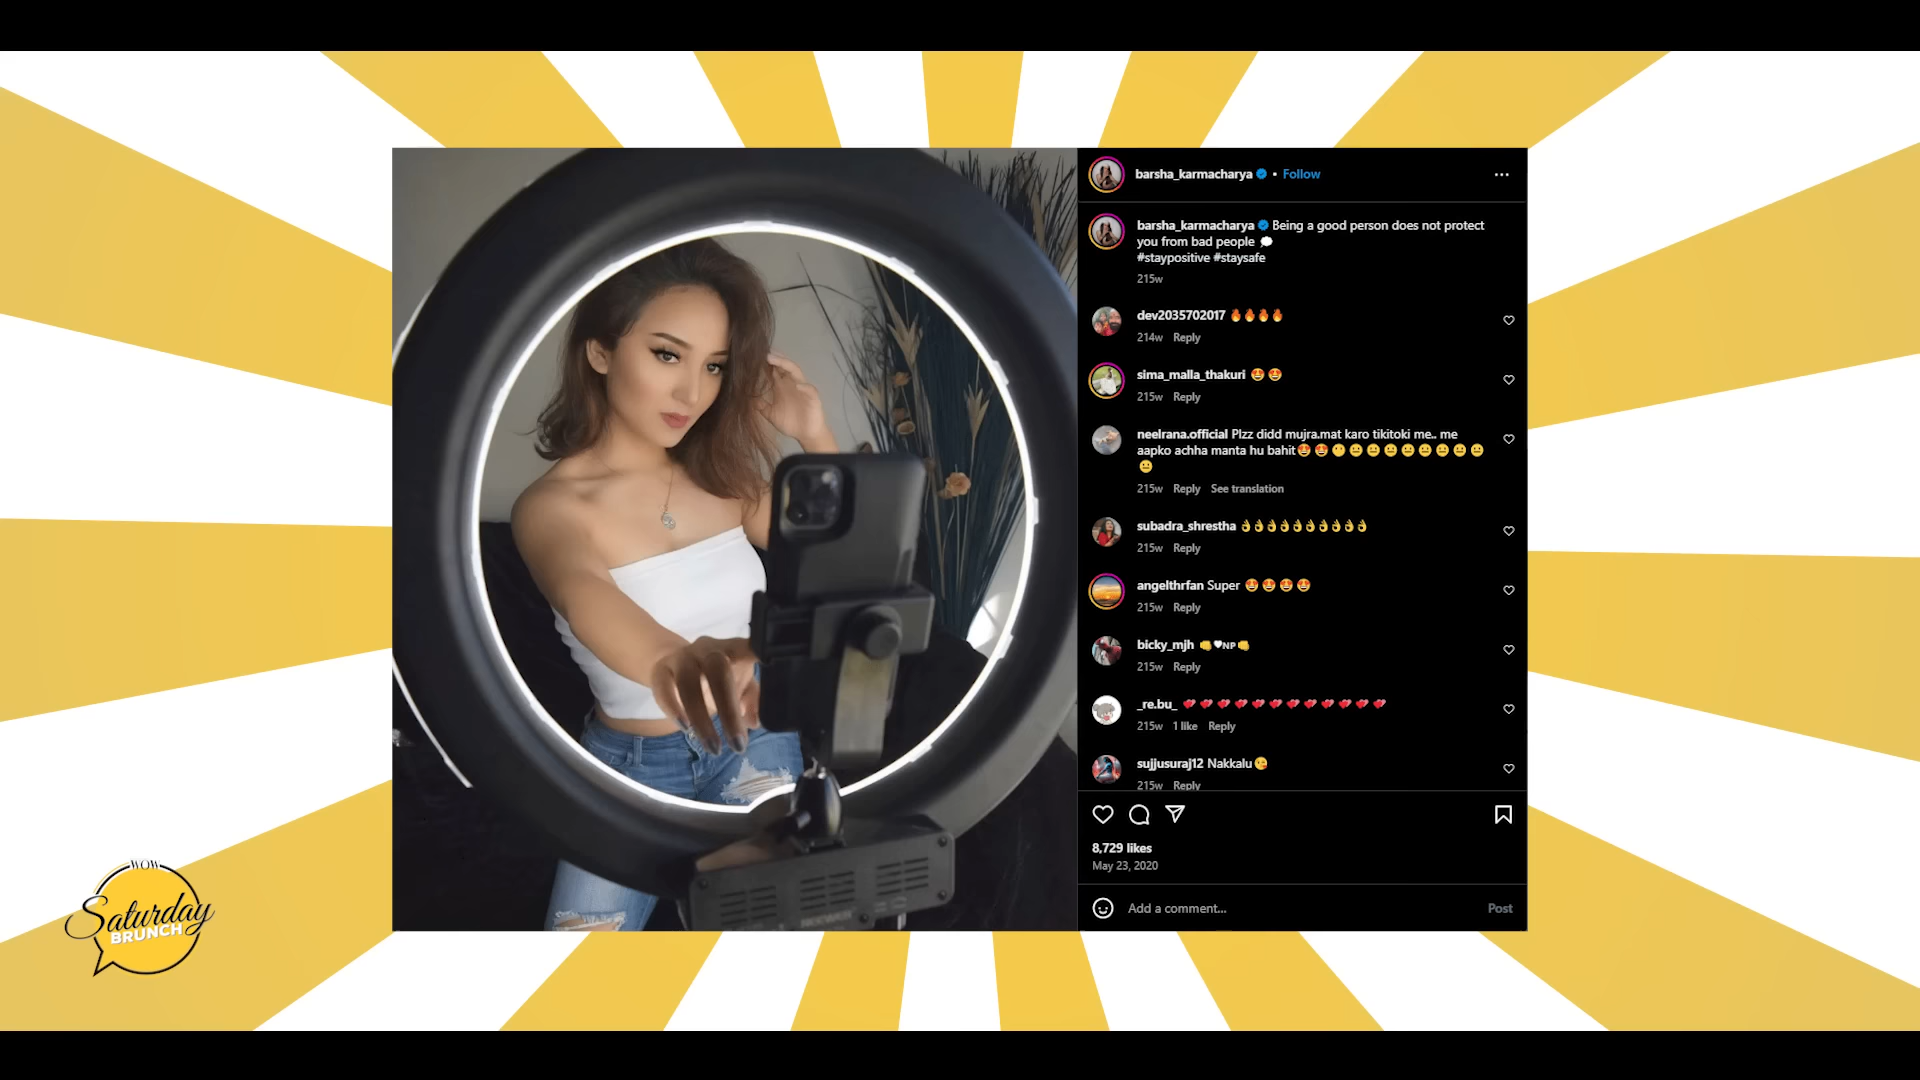 barsha_karmacharya • Follow
barsha_karmacharya Being a good person does not protect
you from bad people 💭
#staypositive #staysafe
215w
dev2035702017 🔥🔥🔥🔥
214w Reply
sima_malla_thakuri 😍😍
215w Reply
neelrana.official Plzz didd mujra.mat karo tikitoki me.. me
aapko achha manta hu bahit😍😍😶😐😐😐😐😐😐😐😐
😐
215w Reply See translation
subadra_shrestha 👌👌👌👌👌👌👌👌👌👌
215w Reply
angelthrfan Super 😍😍😍😍
215w Reply
bicky_mjh 👊♥NP👊
215w Reply
_re.bu_ 💕💕💕💕💕💕💕💕💕💕💕💕
215w 1 like Reply
sujjusuraj12 Nakkalu😘
215w Reply
8,729 likes
May 23, 2020
Add a comment...
Post
WOW
Saturday
BRUNCH